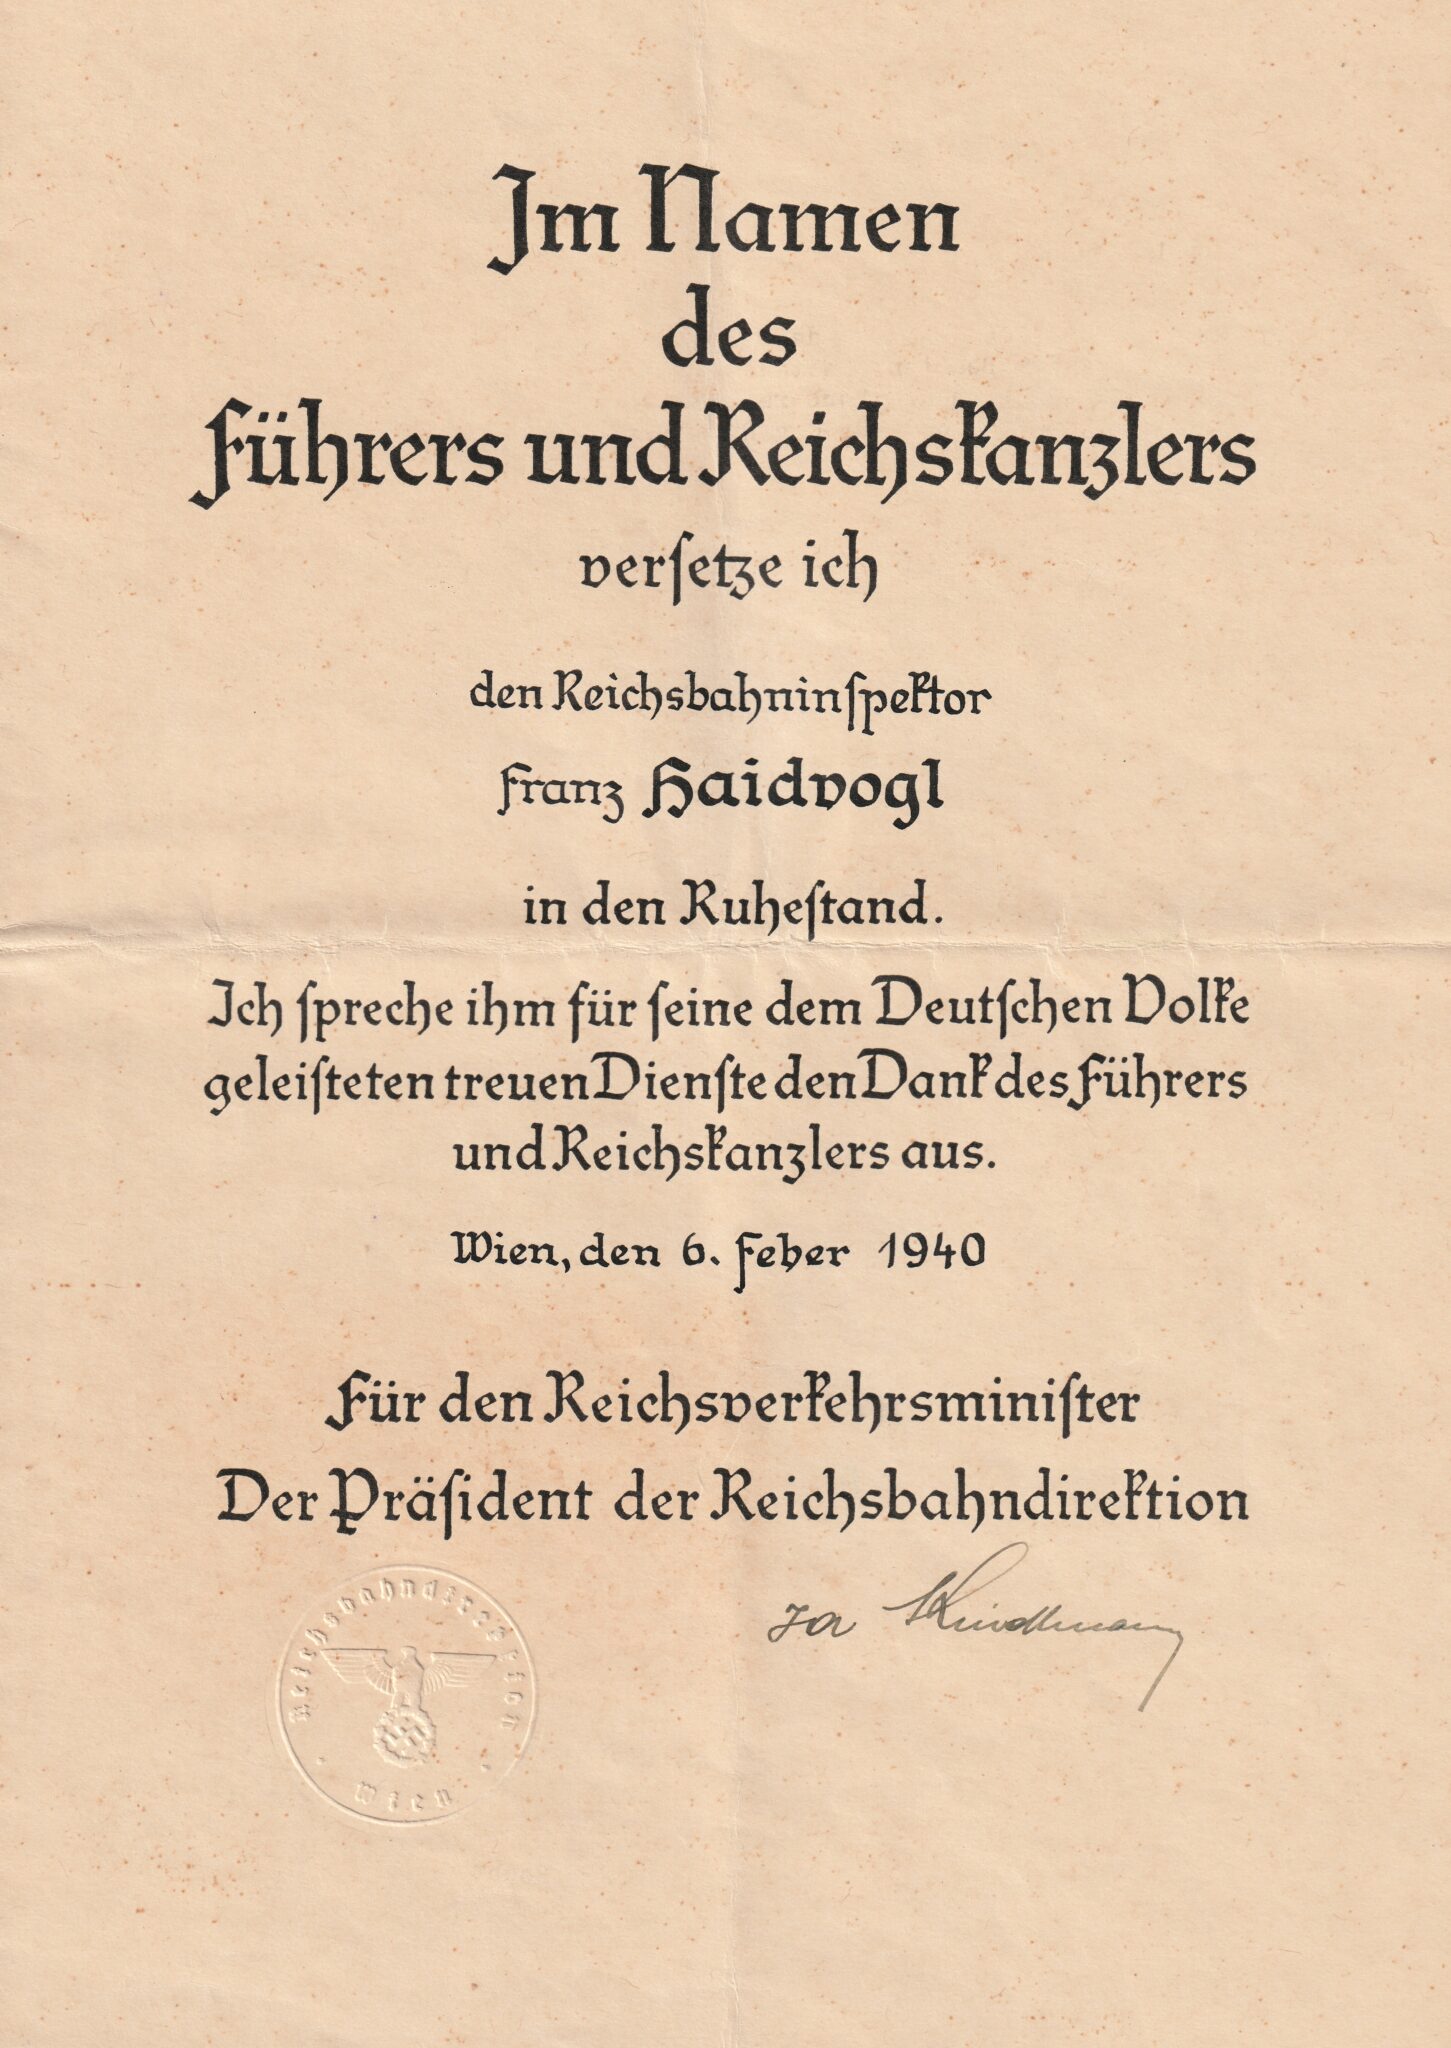 Im Namen
des
Führers und Reichskanzlers
versetze ich
den Reichsbahninspektor
Franz Haidvogl
in den Ruhestand.
Ich spreche ihm für seine dem Deutschen Volke
geleisteten treuen Dienste den Dank des Führers
und Reichskanzlers aus.
Wien, den 6. Feber 1940
Für den Reichsverkehrsminister
Der Präsident der Reichsbahndirektion
Reichsbahndirektion
Wien